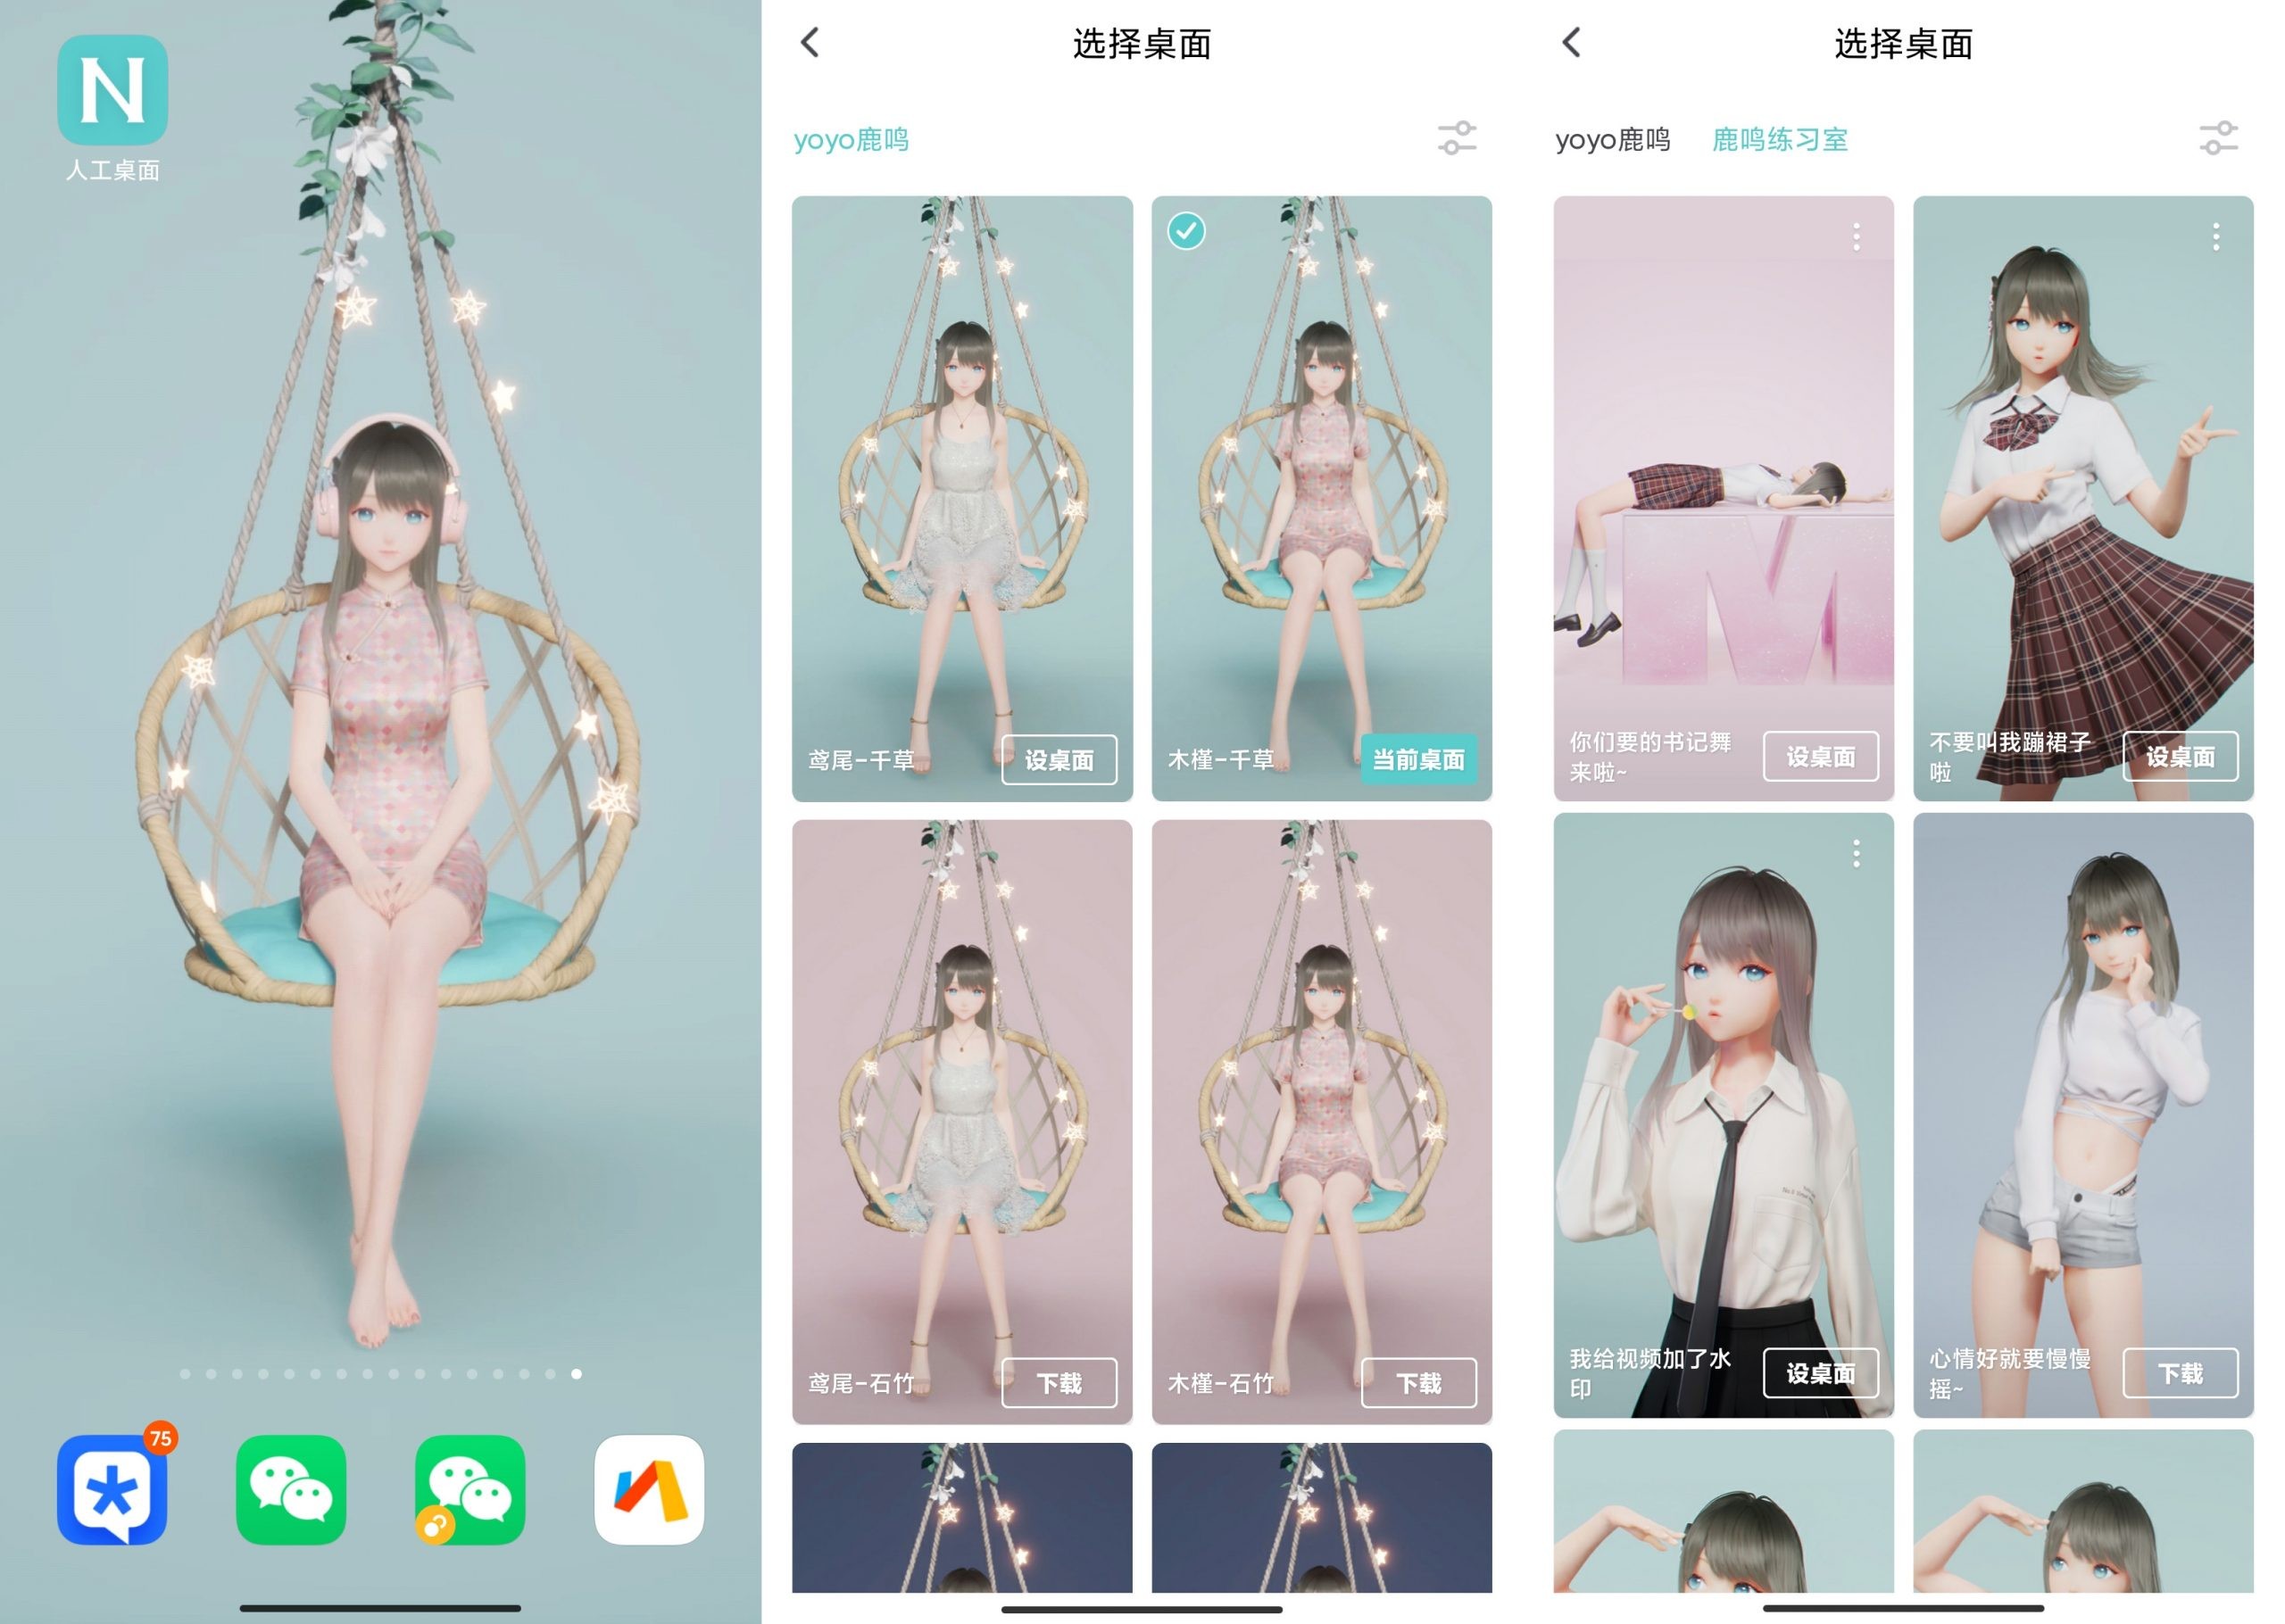 N
人工桌面
75
选择桌面
yoyo鹿鸣
鸢尾-千草
设桌面
木槿-千草
当前桌面
鸢尾-石竹
下载
木槿-石竹
下载
选择桌面
yoyo鹿鸣
鹿鸣练习室
M
你们要的书记舞
来啦~
设桌面
不要叫我蹦裙子
啦
设桌面
我给视频加了水
印
设桌面
心情好就要慢慢
摇~
下载